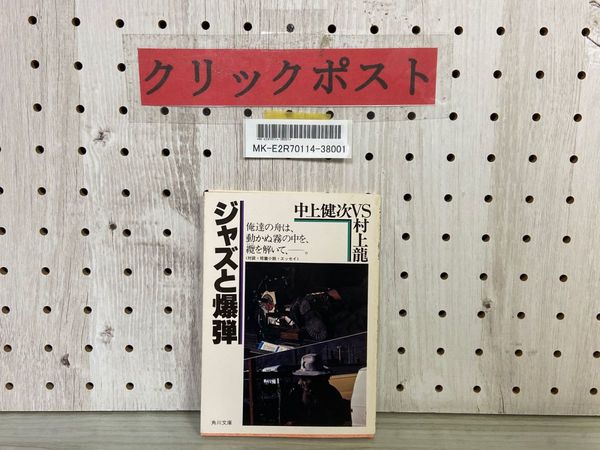 クリックポスト
MK-E2R70114-38001
中上健次VS
村上龍
ジャズと爆弾
俺達の舟は、
動かぬ霧の中を、
纜を解いて、――。
(対談・短篇小説・エッセイ)
角川文庫